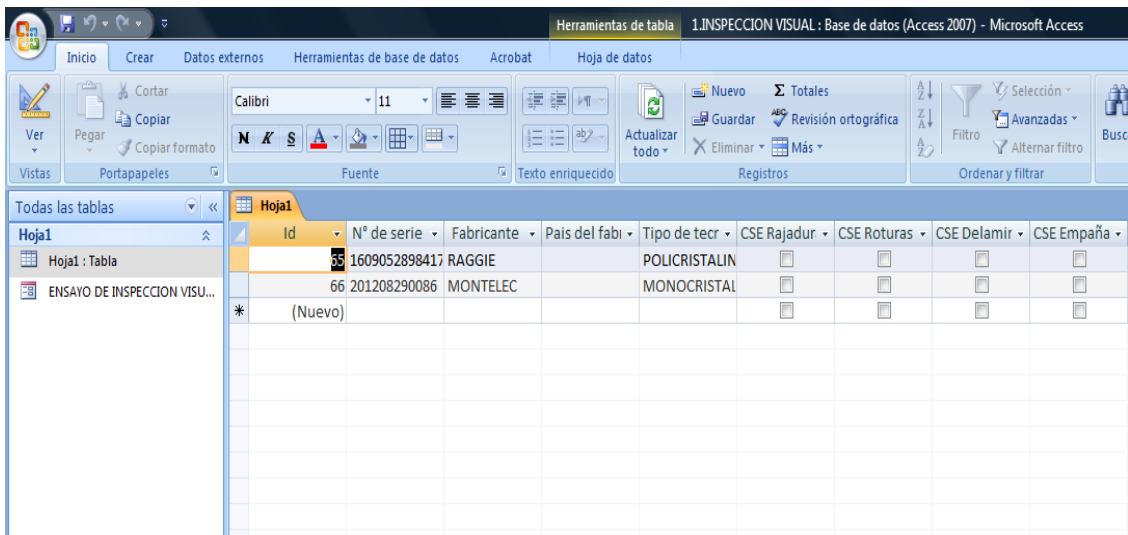 Herramientas de tabla 1.INSPECCION VISUAL : Base de datos (Access 2007) - Microsoft Access
Inicio Crear Datos externos Herramientas de base de datos Acrobat Hoja de datos
Ver
Vistas
Pegar
Cortar
Copiar
Copiar formato
Portapapeles
Calibri 11
N K S A
Fuente
Texto enriquecido
Actualizar todo
Nuevo
Guardar
Eliminar
Σ Totales
Revisión ortográfica
Más
Registros
Filtro
Selección
Avanzadas
Alternar filtro
Ordenar y filtrar
Busc
Todas las tablas
Hoja1
Hoja1 : Tabla
ENSAYO DE INSPECCION VISU...
Hoja1
Id N° de serie Fabricante Pais del fabı Tipo de tecr CSE Rajadur CSE Roturas CSE Delamir CSE Empaña
65 1609052898417 RAGGIE POLICRISTALIN
66 201208290086 MONTELEC MONOCRISTAL
* (Nuevo)